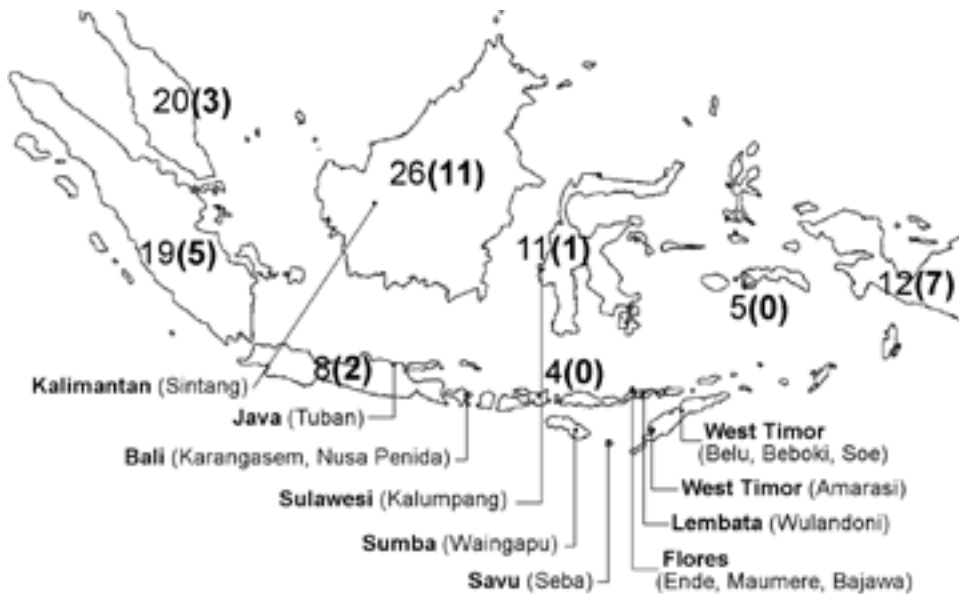 20(3)
26(11)
19(5)
11(1)
12(7)
5(0)
8(2)
4(0)
Kalimantan (Sintang)
Java (Tuban)
Bali (Karangasem, Nusa Penida)
Sulawesi (Kalumpang)
Sumba (Waingapu)
Savu (Seba)
West Timor
(Belu, Beboki, Soe)
West Timor (Amarasi)
Lembata (Wulandoni)
Flores
(Ende, Maumere, Bajawa)